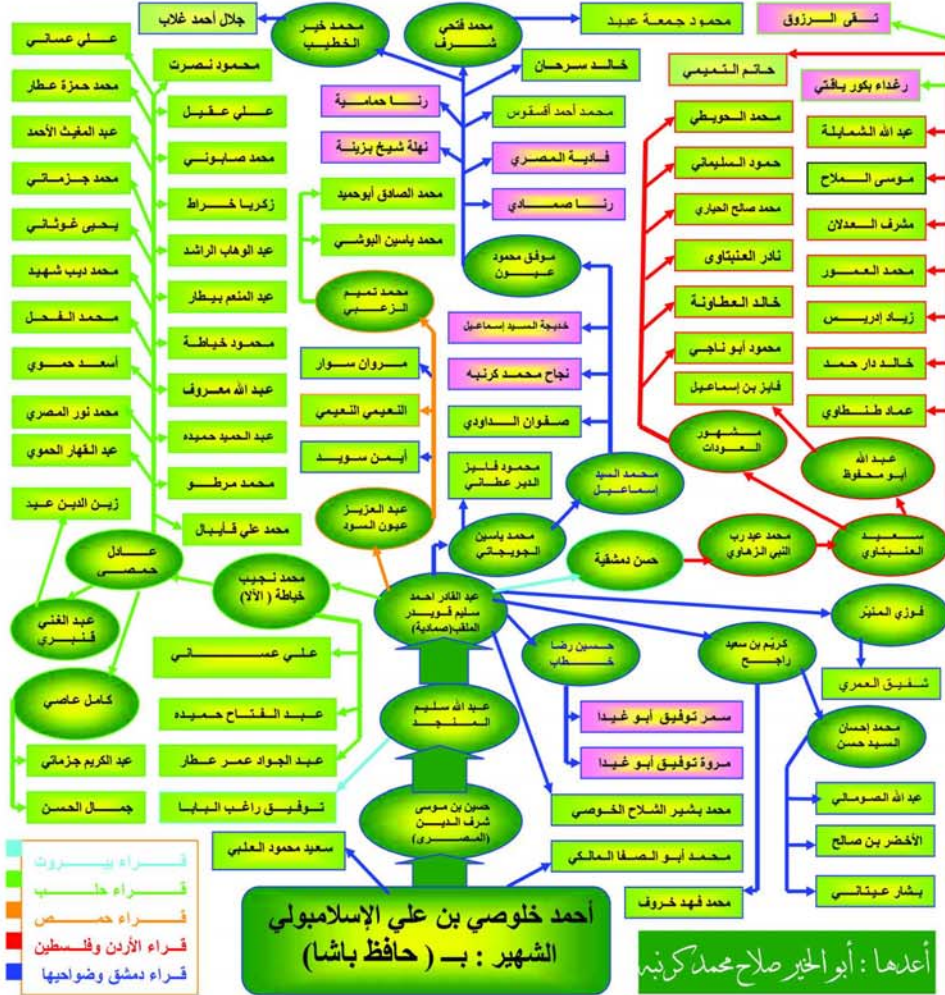 جلال أحمد غلاب
محمد خير
الخطيب
محمد فتحي
شرف
محمود جمعة عبيد
تقى الرزوق
علي عساني
محمود نصرت
خالد سرحان
حاتم التميمي
رغداء بكور ياقتي
محمد حمزة عطار
علي عقيل
رنا حمامية
محمد أحمد أفسقوس
محمد الحويطي
عبد الله الشمايلة
عبد المغيث الأحمد
محمد صابوني
نهلة شيخ بزينة
فادية المصري
حمود السليماني
موسى الملاح
محمد جزماتي
زكريا خراط
محمد الصادق أبوحميد
رنا صمادي
محمد صالح الحياري
مشرف العدلان
يحيى غوثاني
عبد الوهاب الراشد
محمد ياسين البوشي
موفق محمود
عيون
نادر العنبتاوي
محمد العمور
محمد ديب شهيد
عبد المنعم بيطار
محمد تميم
الزعبي
خالد العطاونة
زياد إدريس
محمد الفحل
محمود خياطة
خديجة السيد إسماعيل
محمود أبو ناجي
خالد دار حمد
أسعد حموي
عبد الله معروف
مروان سوار
نجاح محمد كرنبه
فايز بن إسماعيل
عماد طنطاوي
محمد نور المصري
عبد الحميد حميده
النعيمي النعيمي
صفوان الداودي
مشهور
العودات
عبد القهار الحموي
محمد مرطو
أيمن سويد
محمود فايز
الدير عطاني
محمد السيد
إسماعيل
عبد الله
أبو محفوظ
زين الدين عيد
محمد علي قابيال
عبد العزيز
عيون السود
محمد ياسين
الجويجاتي
عادل
حمصي
محمد نجيب
خياطة (الآلا)
عبد القادر احمد
سليم قويدر
الملقب(صمادية)
حسن دمشقية
محمد عبد رب
النبي الزهاوي
سعيد
العنبتاوي
عبد الغني
قنبري
علي عساني
حسين رضا
خطاب
كريّم بن سعيد
راجح
فوزي المنيّر
شفيق العمري
كامل عاصي
عبد الفتاح حميده
عبد الله سليم
المنجد
سمر توفيق أبو غيدا
محمد إحسان
السيد حسن
عبد الكريم جزماتي
عبد الجواد عمر عطار
مروة توفيق أبو غيدا
جمال الحسن
توفيق راغب البابا
حسين بن موسى
شرف الدين
(المصري)
محمد بشير الشلاح الخوصي
عبد الله الصومالي
سعيد محمود العلبي
محمد أبو الصفا المالكي
الأخضر بن صالح
محمد فهد خروف
بشار عيتاني
قراء بيروت
قراء حلب
قراء حمص
قراء الأردن وفلسطين
قراء دمشق وضواحيها
أحمد خلوصي بن علي الإسلامبولي
الشهير : بـ ( حافظ باشا)
أعدها : أبو الخير صلاح محمد كرنبه